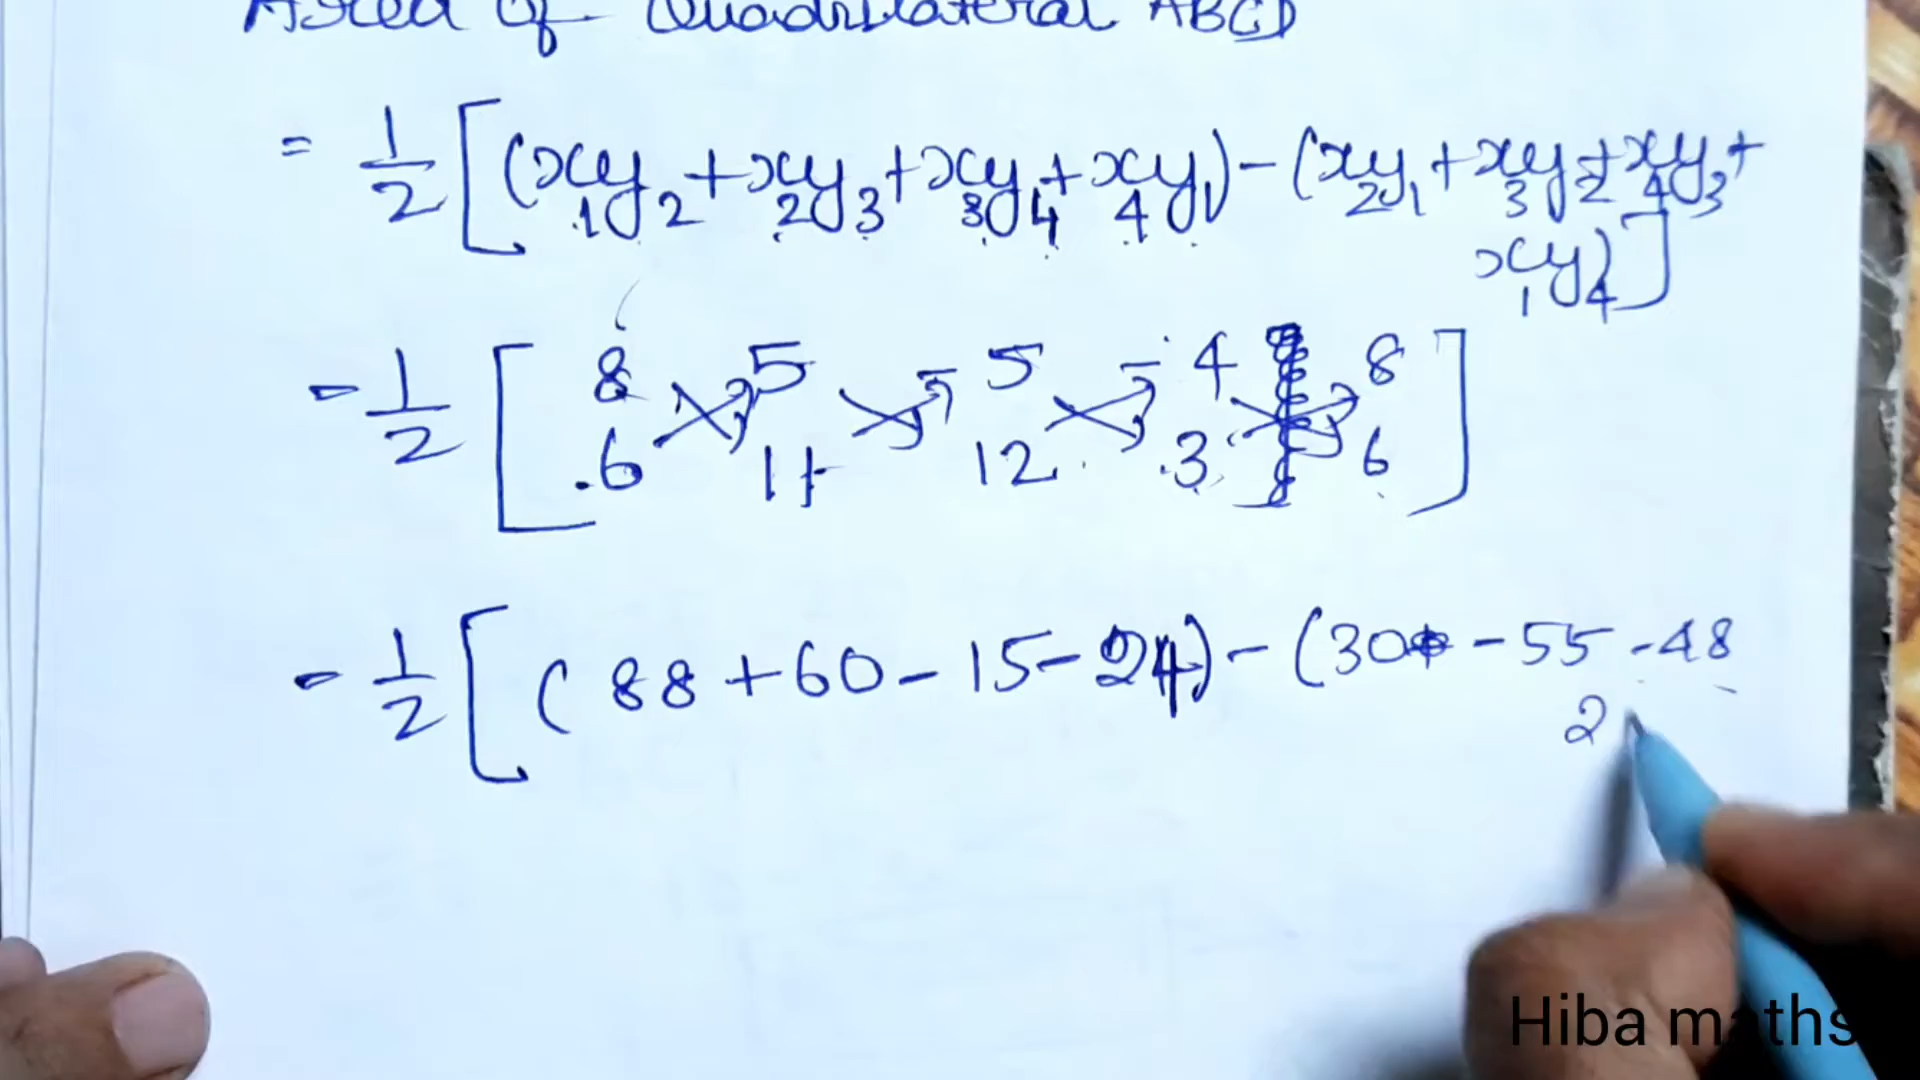 Area of Quadrilateral ABCD
= 1/2 [(x₁y₂+x₂y₃+x₃y₄+x₄y₁)-(x₂y₁+x₃y₂+x₄y₃+
x₁y₄)]
= 1/2 [ 8 5 -5 -4 8
6 11 12 3 6 ]
= 1/2 [ ( 88 +60 - 15 - 24) - (30 - 55 - 48
2
Hiba maths